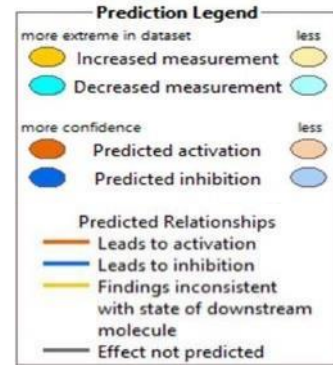 Prediction Legend
more extreme in dataset less
Increased measurement
Decreased measurement
more confidence less
Predicted activation
Predicted inhibition
Predicted Relationships
Leads to activation
Leads to inhibition
Findings inconsistent
with state of downstream
molecule
Effect not predicted